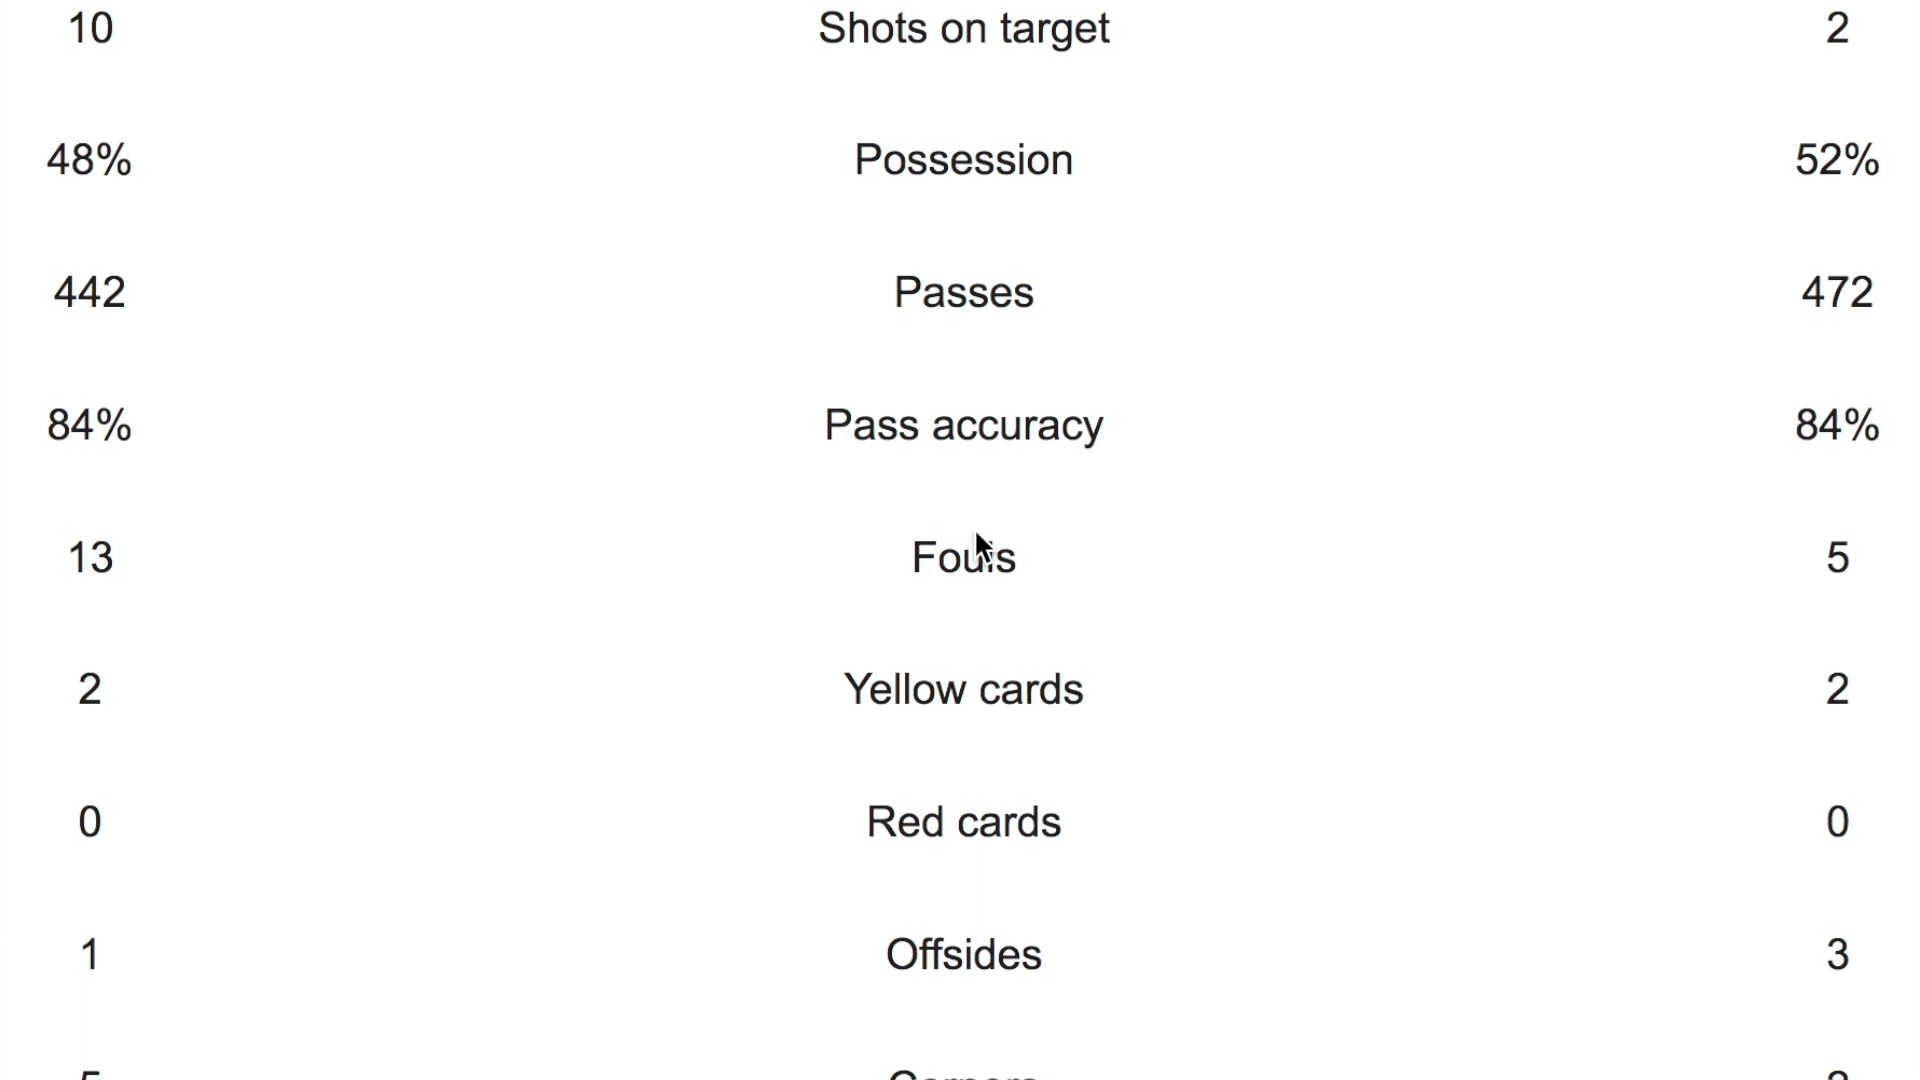 10 Shots on target 2
48% Possession 52%
442 Passes 472
84% Pass accuracy 84%
13 Fouls 5
2 Yellow cards 2
0 Red cards 0
1 Offsides 3
Corners